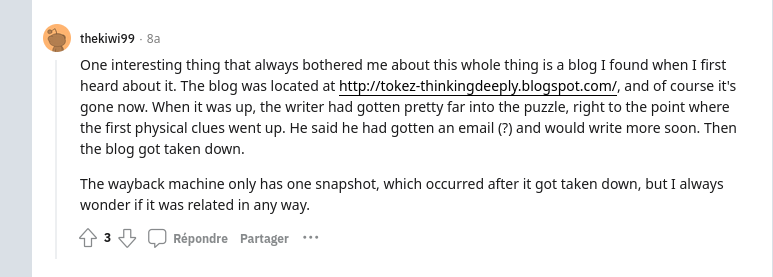 thekiwi99 · 8a
One interesting thing that always bothered me about this whole thing is a blog I found when I first
heard about it. The blog was located at http://tokez-thinkingdeeply.blogspot.com/, and of course it's
gone now. When it was up, the writer had gotten pretty far into the puzzle, right to the point where
the first physical clues went up. He said he had gotten an email (?) and would write more soon. Then
the blog got taken down.
The wayback machine only has one snapshot, which occurred after it got taken down, but I always
wonder if it was related in any way.
3 Répondre Partager ...